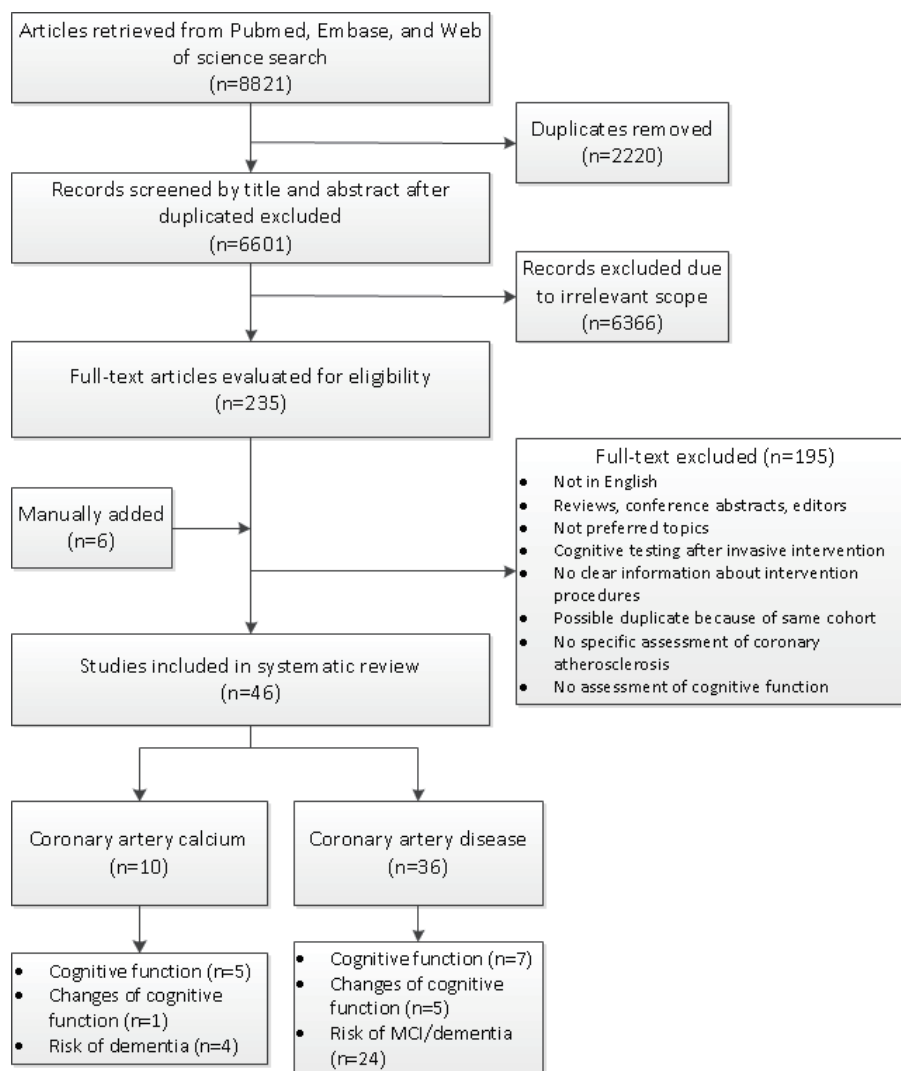 Articles retrieved from Pubmed, Embase, and Web
of science search
(n=8821)
Duplicates removed
(n=2220)
Records screened by title and abstract after
duplicated excluded
(n=6601)
Records excluded due
to irrelevant scope
(n=6366)
Full-text articles evaluated for eligibility
(n=235)
Manually added
(n=6)
Full-text excluded (n=195)
• Not in English
• Reviews, conference abstracts, editors
• Not preferred topics
• Cognitive testing after invasive intervention
• No clear information about intervention
procedures
• Possible duplicate because of same cohort
• No specific assessment of coronary
atherosclerosis
• No assessment of cognitive function
Studies included in systematic review
(n=46)
Coronary artery calcium
(n=10)
Coronary artery disease
(n=36)
• Cognitive function (n=5)
• Changes of cognitive
function (n=1)
• Risk of dementia (n=4)
• Cognitive function (n=7)
• Changes of cognitive
function (n=5)
• Risk of MCI/dementia
(n=24)